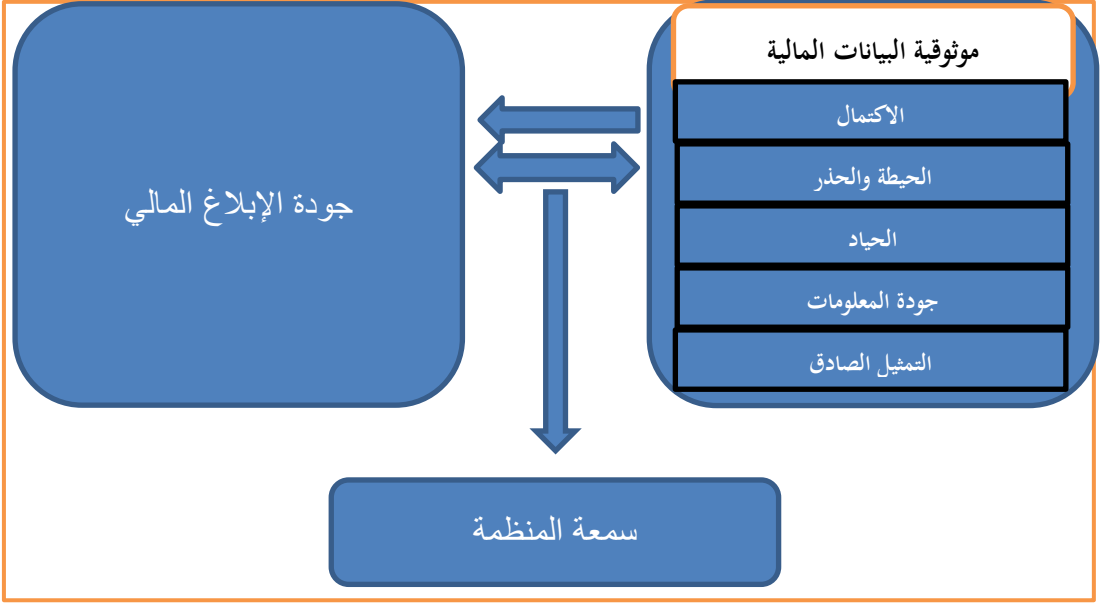 موثوقية البيانات المالية
الاكتمال
الحيطة والحذر
الحياد
جودة المعلومات
التمثيل الصادق
جودة الإبلاغ المالي
سمعة المنظمة